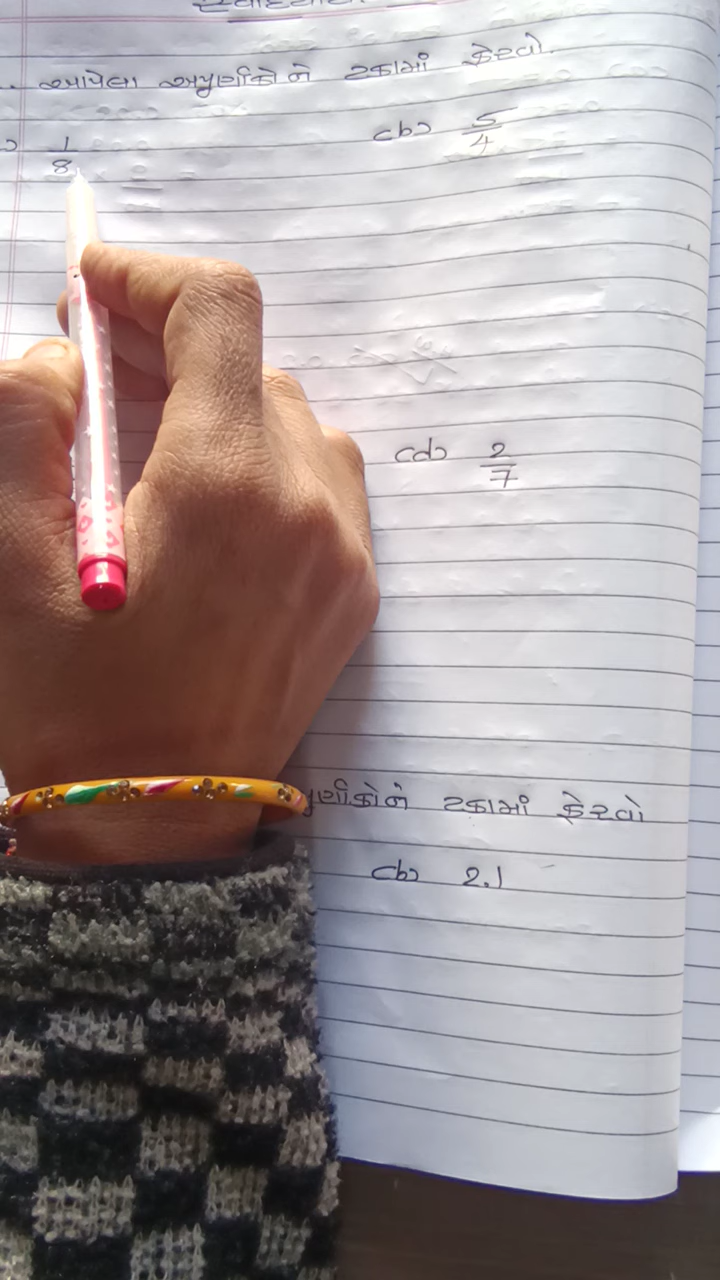 આપેલા અપૂર્ણાંકોને ટકામાં ફેરવો.
1/8 (b) 5/4
(d) 2/7
ટકામાં ફેરવો
(b) 2.1